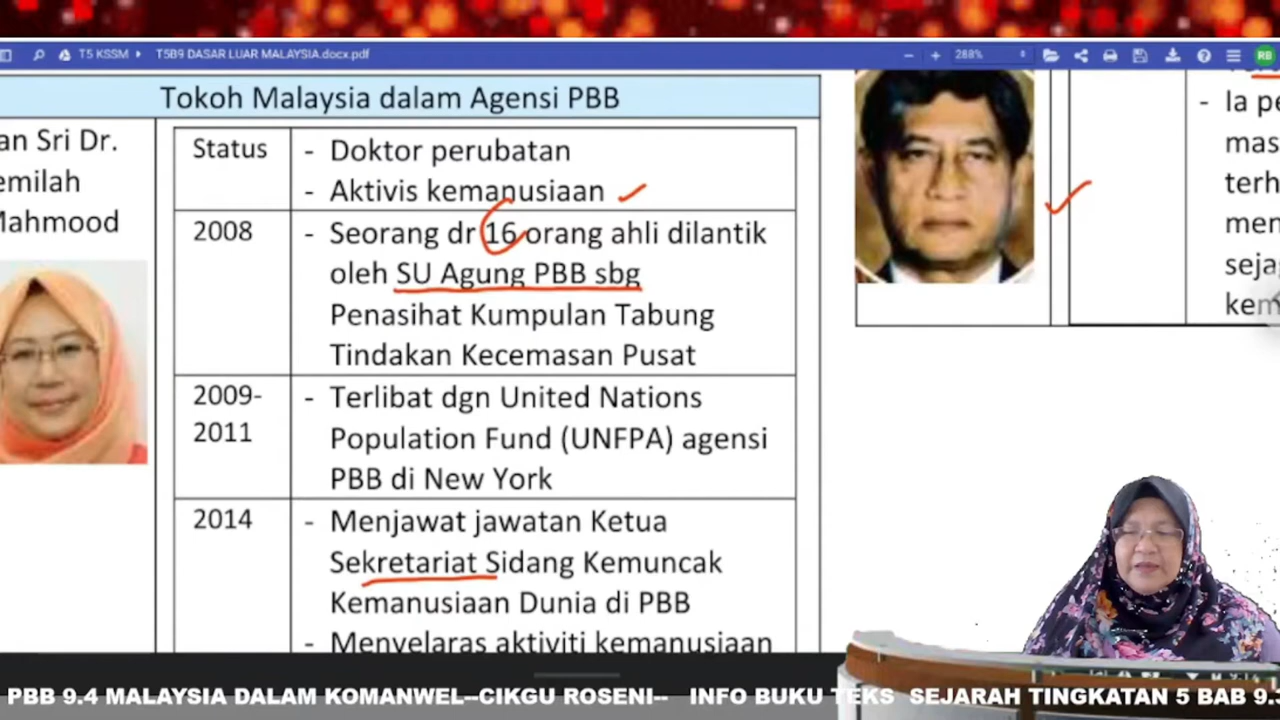 T5 KSSM
T5B9 DASAR LUAR MALAYSIA.docx.pdf
288%
RB
Tokoh Malaysia dalam Agensi PBB
an Sri Dr.
emilah
Mahmood
Status
- Doktor perubatan
- Aktivis kemanusiaan
2008
- Seorang dr 16 orang ahli dilantik
oleh SU Agung PBB sbg
Penasihat Kumpulan Tabung
Tindakan Kecemasan Pusat
2009-
2011
- Terlibat dgn United Nations
Population Fund (UNFPA) agensi
PBB di New York
2014
- Menjawat jawatan Ketua
Sekretariat Sidang Kemuncak
Kemanusiaan Dunia di PBB
- Menyelaras aktiviti kemanusiaan
- Ia pe
mas
terh
men
seja
kem
PBB 9.4 MALAYSIA DALAM KOMANWEL--CIKGU ROSENI-- INFO BUKU TEKS SEJARAH TINGKATAN 5 BAB 9.3